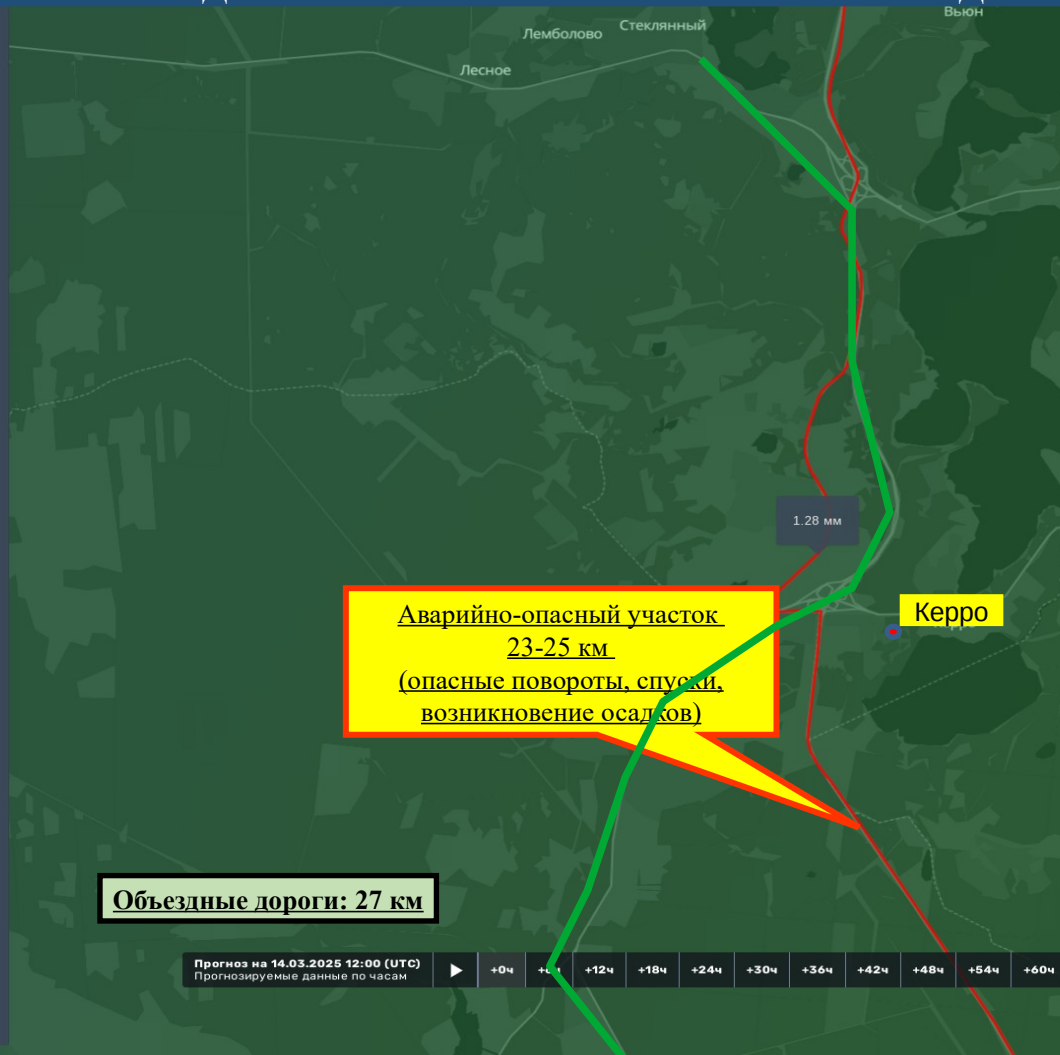 Вьюн
Стеклянный
Лемболово
Лесное
1.28 мм
Аварийно-опасный участок
23-25 км
(опасные повороты, спуски,
возникновение осадков)
Керро
Объездные дороги: 27 км
Прогноз на 14.03.2025 12:00 (UTC)
Прогнозируемые данные по часам
+0ч +6ч +12ч +18ч +24ч +30ч +36ч +42ч +48ч +54ч +60ч